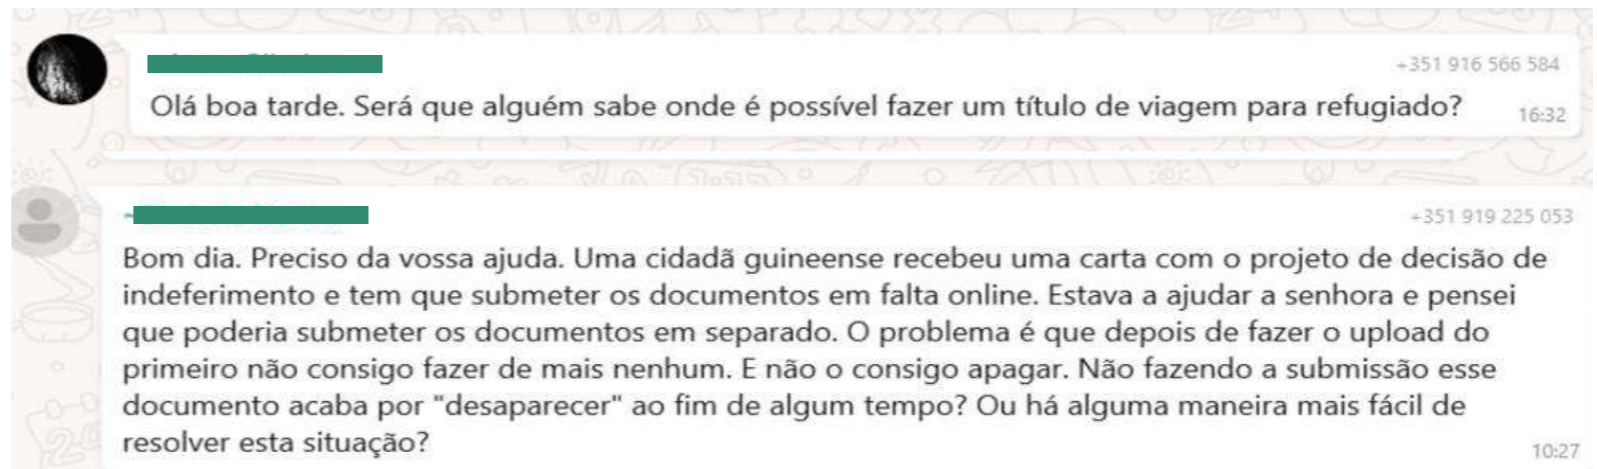 +351 916 566 584
Olá boa tarde. Será que alguém sabe onde é possível fazer um título de viagem para refugiado?
16:32
+351 919 225 053
Bom dia. Preciso da vossa ajuda. Uma cidadã guineense recebeu uma carta com o projeto de decisão de
indeferimento e tem que submeter os documentos em falta online. Estava a ajudar a senhora e pensei
que poderia submeter os documentos em separado. O problema é que depois de fazer o upload do
primeiro não consigo fazer de mais nenhum. E não o consigo apagar. Não fazendo a submissão esse
documento acaba por "desaparecer" ao fim de algum tempo? Ou há alguma maneira mais fácil de
resolver esta situação?
10:27